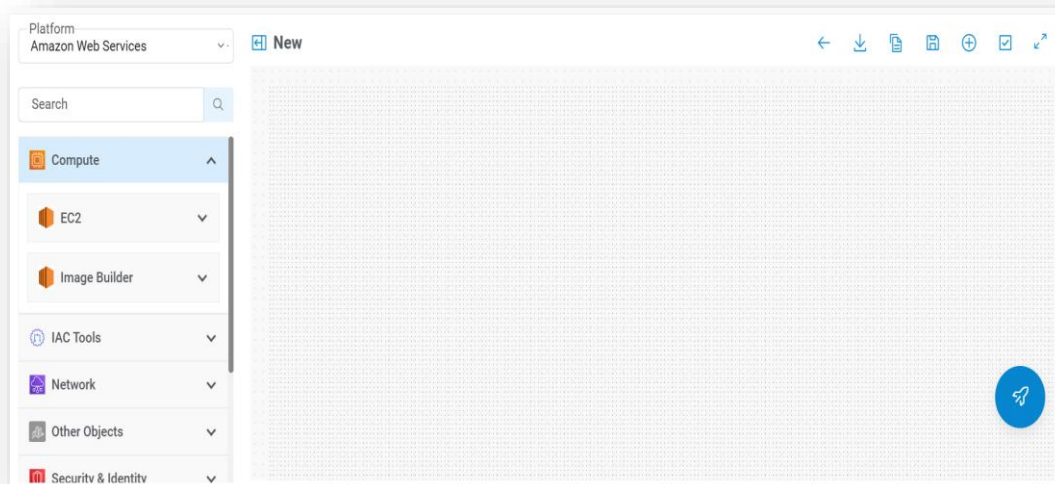 Platform
Amazon Web Services
New
Search
Compute
EC2
Image Builder
IAC Tools
Network
Other Objects
Security & Identity